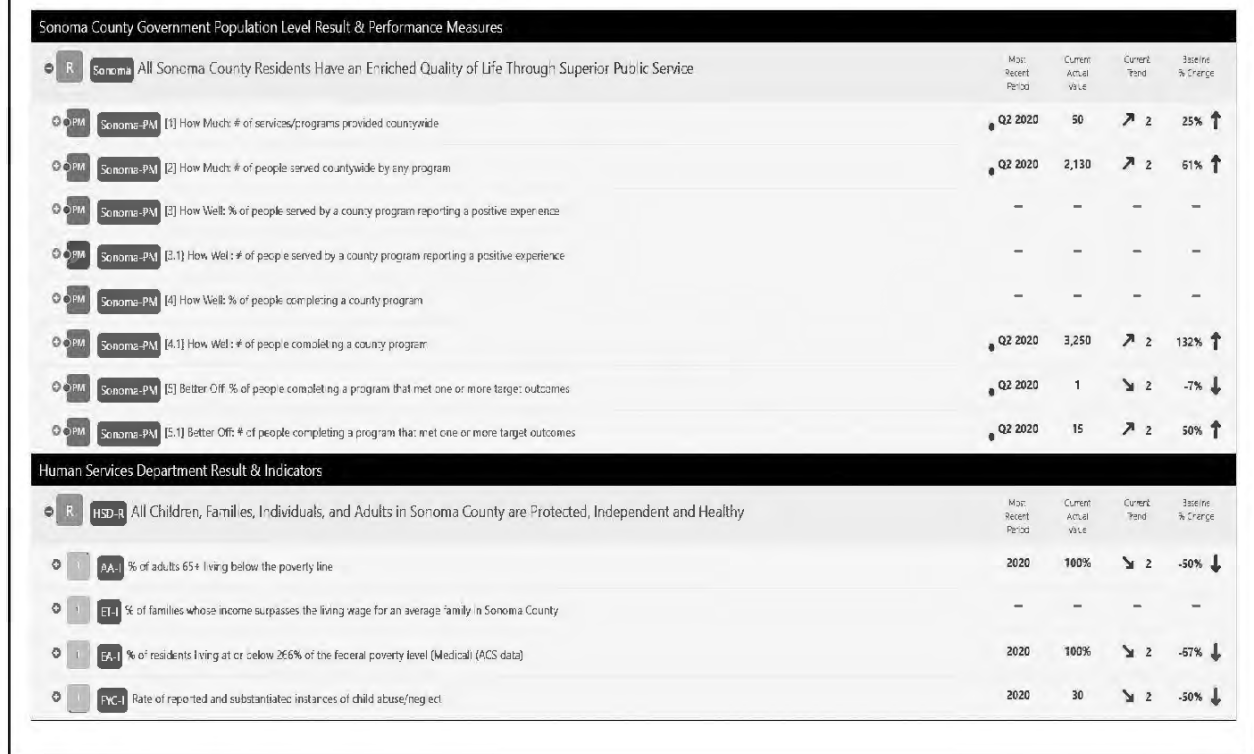 Sonoma County Government Population Level Result & Performance Measures
R Sonoma All Sonoma County Residents Have an Enriched Quality of Life Through Superior Public Service Most Recent Period Current Actual Value Current Trend Baseline % Change
PM Sonoma-PM [1] How Much: # of services/programs provided countywide Q2 2020 50 ↗ 2 25% ↑
PM Sonoma-PM [2] How Much: # of people served countywide by any program Q2 2020 2,130 ↗ 2 61% ↑
PM Sonoma-PM [3] How Well: % of people served by a county program reporting a positive experience – – – –
PM Sonoma-PM [3.1] How Well: # of people served by a county program reporting a positive experience – – – –
PM Sonoma-PM [4] How Well: % of people completing a county program – – – –
PM Sonoma-PM [4.1] How Well: # of people completing a county program Q2 2020 3,250 ↗ 2 132% ↑
PM Sonoma-PM [5] Better Off: % of people completing a program that met one or more target outcomes Q2 2020 1 ↘ 2 -7% ↓
PM Sonoma-PM [5.1] Better Off: # of people completing a program that met one or more target outcomes Q2 2020 15 ↗ 2 50% ↑
Human Services Department Result & Indicators
R HSD-R All Children, Families, Individuals, and Adults in Sonoma County are Protected, Independent and Healthy Most Recent Period Current Actual Value Current Trend Baseline % Change
I AA-I % of adults 65+ living below the poverty line 2020 100% ↘ 2 -50% ↓
I ET-I % of families whose income surpasses the living wage for an average family in Sonoma County – – – –
I EA-I % of residents living at or below 266% of the federal poverty level (Medical) (ACS data) 2020 100% ↘ 2 -67% ↓
I FYC-I Rate of reported and substantiated instances of child abuse/neglect 2020 30 ↘ 2 -50% ↓